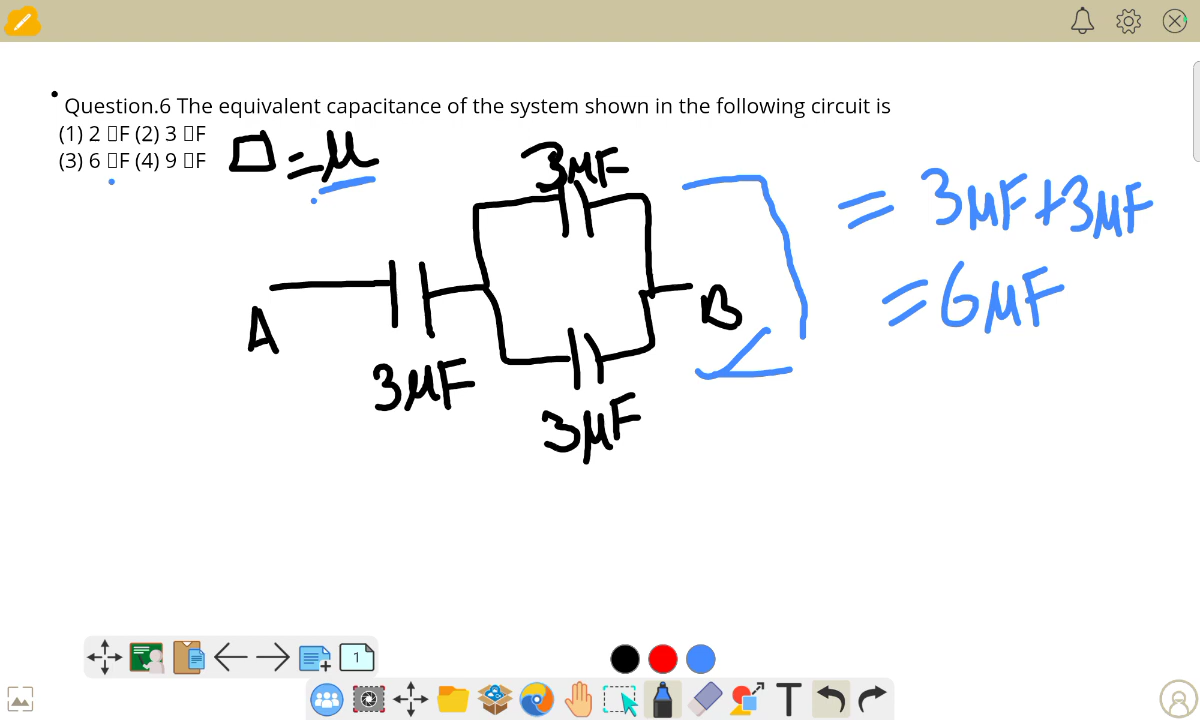 Question.6 The equivalent capacitance of the system shown in the following circuit is
(1) 2 □F (2) 3 □F
(3) 6 □F (4) 9 □F
□ = μ
3μF
= 3μF+3μF
= 6μF
A
B
3μF
3μF
1
T